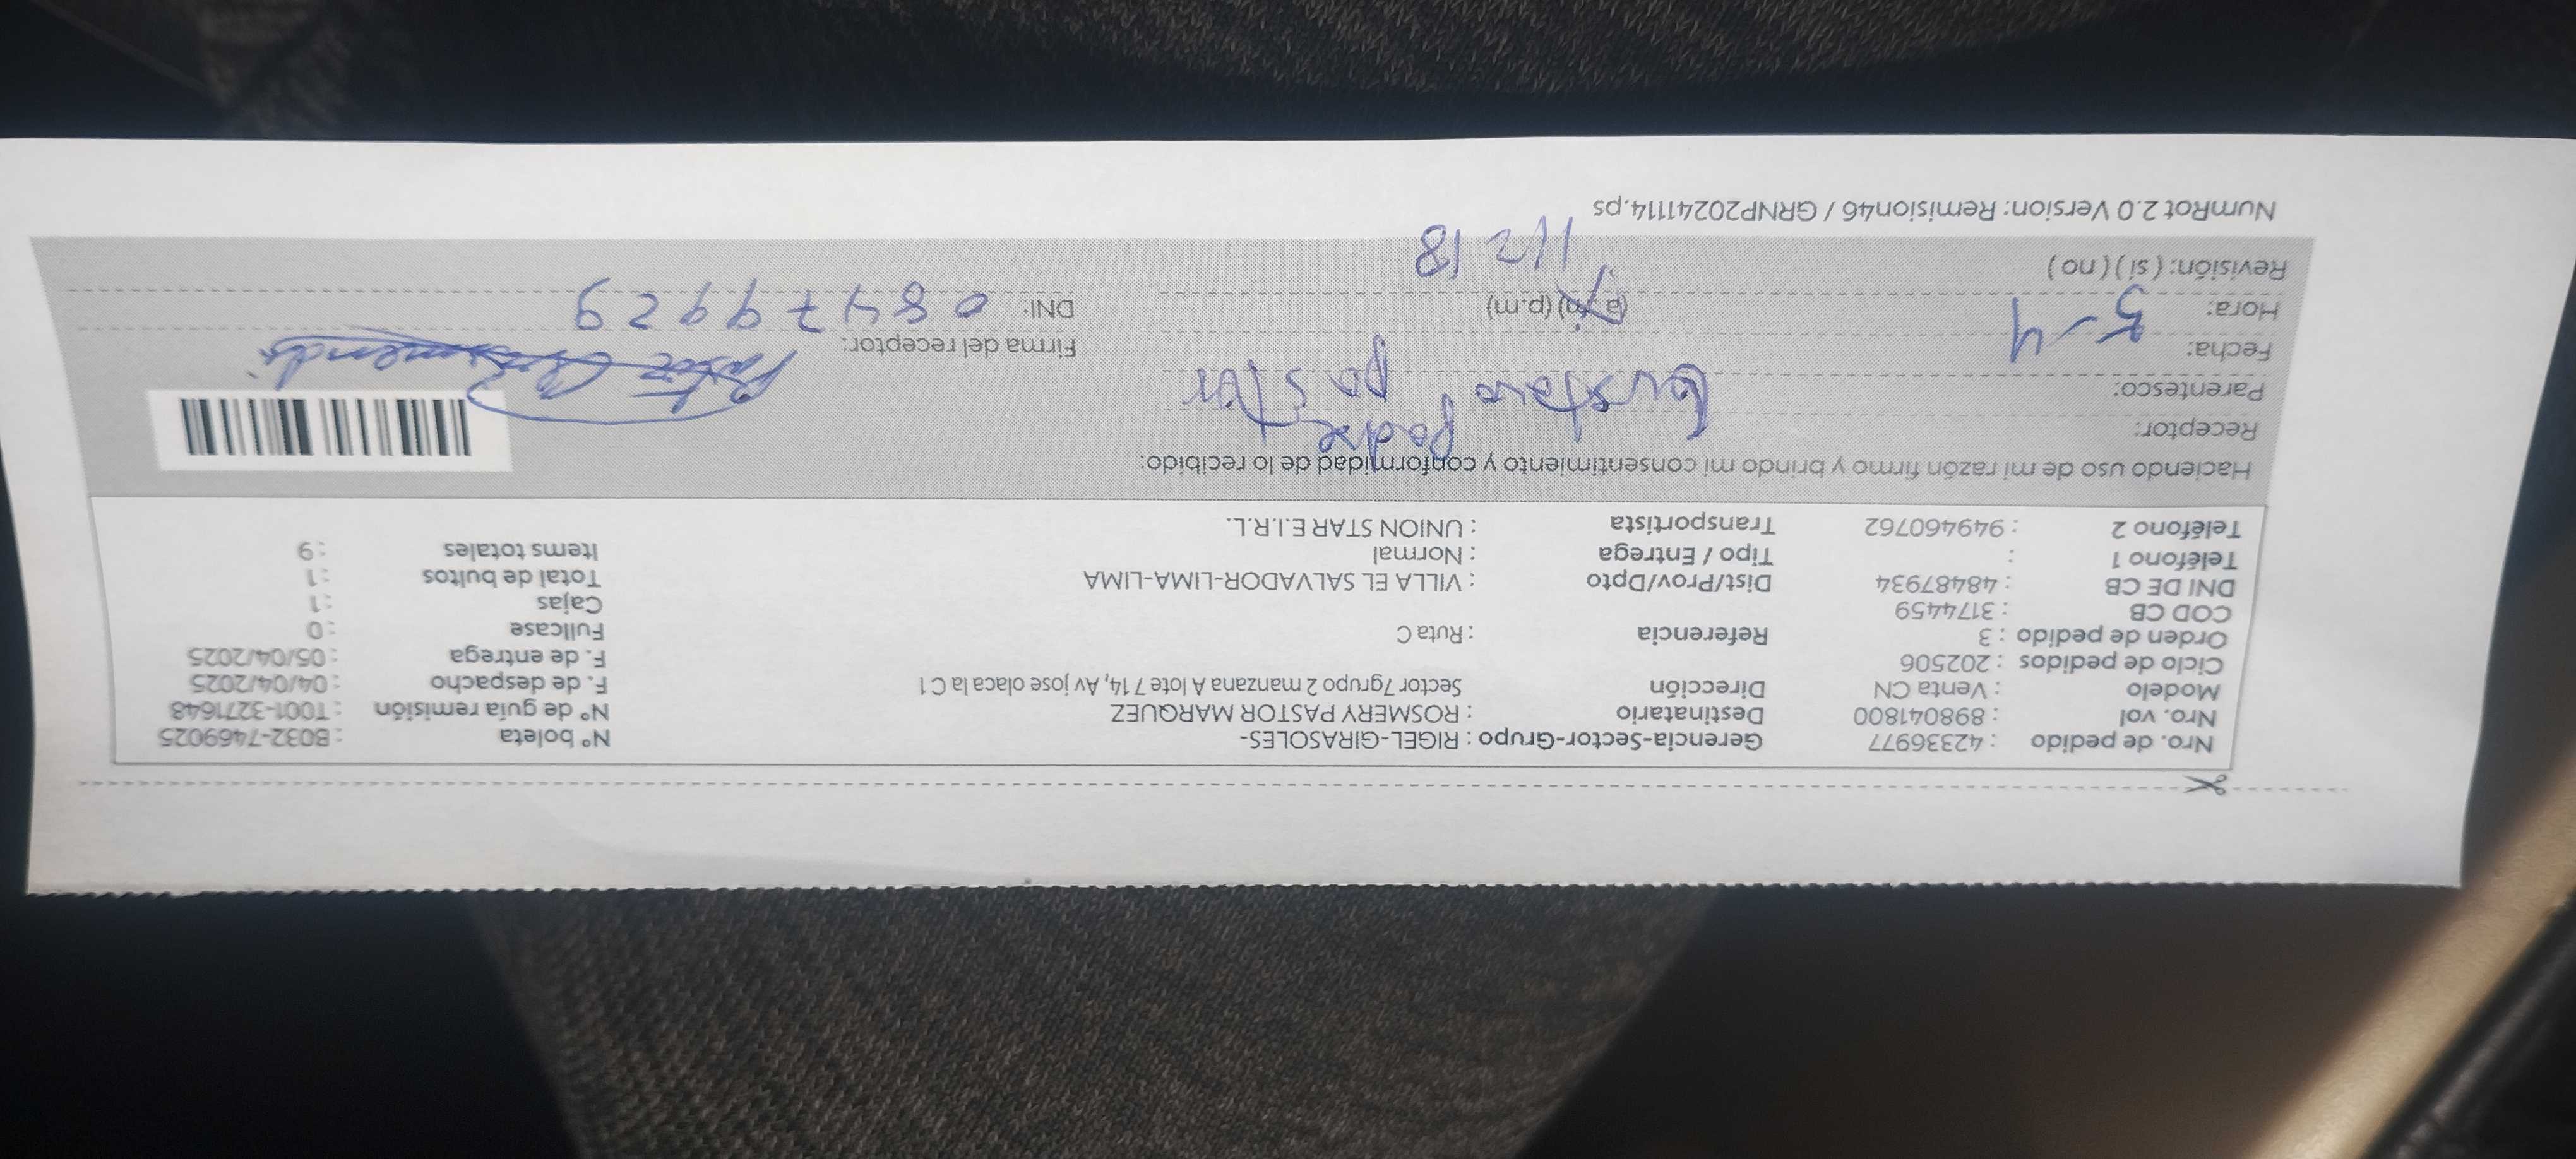 Nro. de pedido : 42336977 Gerencia-Sector-Grupo : RIGEL-GIRASOLES- N° boleta : B032-7469025
Nro. vol : 898041800 Destinatario : ROSMERY PASTOR MARQUEZ N° de guía remisión : T001-3271648
Modelo : Venta CN Dirección Sector 7grupo 2 manzana A lote 7 14, Av jose olaca la C 1 F. de despacho : 04/04/2025
Ciclo de pedidos : 202506 F. de entrega : 05/04/2025
Orden de pedido : 3 Referencia : Ruta C Fullcase : 0
COD CB : 3174459 Cajas : 1
DNI DE CB : 48487934 Dist/Prov/Dpto : VILLA EL SALVADOR-LIMA-LIMA Total de bultos : 1
Teléfono 1 : Tipo / Entrega : Normal Items totales : 9
Teléfono 2 : 949460762 Transportista : UNION STAR E.I.R.L.
Haciendo uso de mi razón firmo y brindo mi consentimiento y conformidad de lo recibido:
Receptor: Padre
Parentesco: Gustavo pastor
Fecha: 5-4 Firma del receptor:
Hora: (a.m) (p.m) DNI: 08479929
Revisión: ( si ) ( no ) 18
NumRot 2.0 Version: Remision46 / GRNP20241114.ps